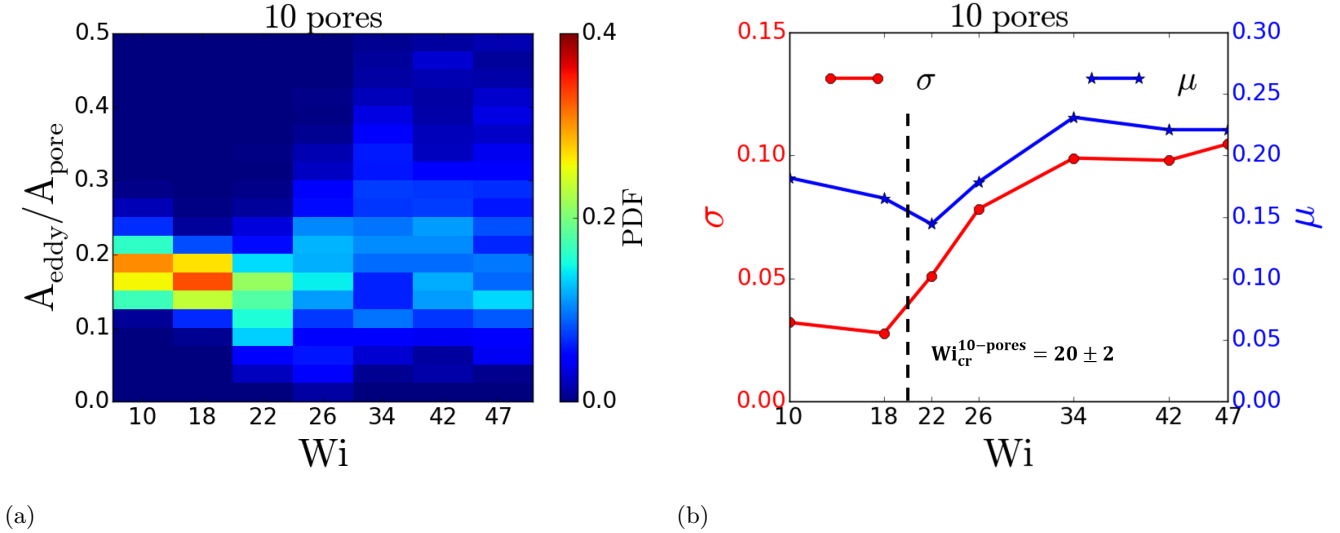 10 pores
0.5
0.4
0.3
0.2
0.1
0.0
A_eddy/A_pore
10 18 22 26 34 42 47
Wi
0.4
0.2
0.0
PDF
(a)
10 pores
0.15
0.10
0.05
0.00
σ
σ
μ
Wi_cr^10−pores = 20 ± 2
0.30
0.25
0.20
0.15
0.10
0.05
0.00
μ
10 18 22 26 34 42 47
Wi
(b)